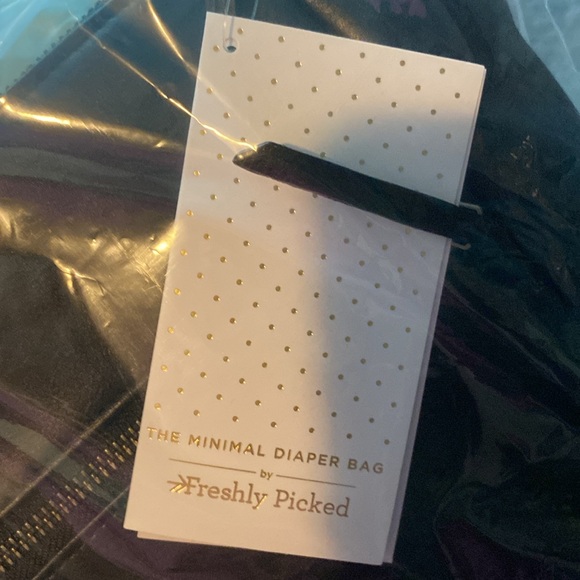 THE MINIMAL DIAPER BAG
by
Freshly Picked